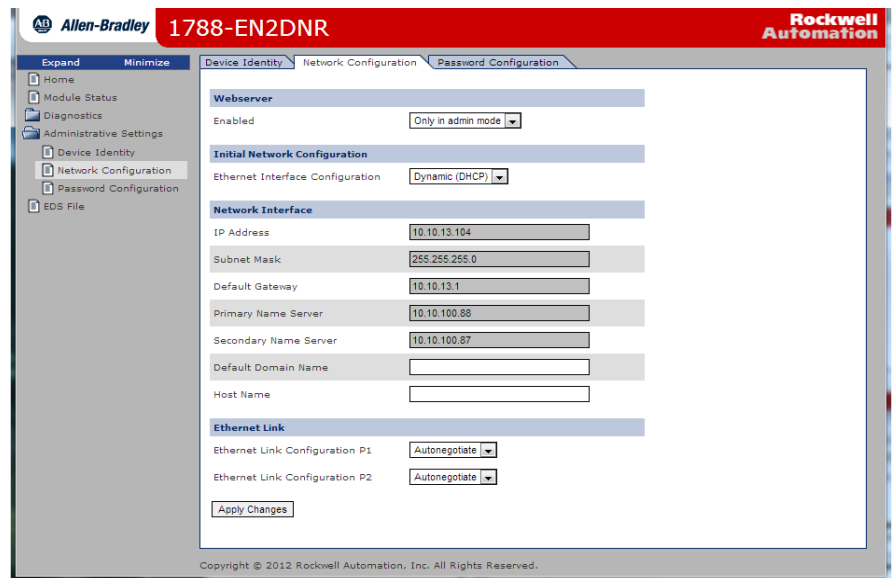 AB Allen-Bradley 1788-EN2DNR Rockwell Automation
Expand Minimize
Home
Module Status
Diagnostics
Administrative Settings
Device Identity
Network Configuration
Password Configuration
EDS File
Device Identity Network Configuration Password Configuration
Webserver
Enabled Only in admin mode
Initial Network Configuration
Ethernet Interface Configuration Dynamic (DHCP)
Network Interface
IP Address 10.10.13.104
Subnet Mask 255.255.255.0
Default Gateway 10.10.13.1
Primary Name Server 10.10.100.88
Secondary Name Server 10.10.100.87
Default Domain Name
Host Name
Ethernet Link
Ethernet Link Configuration P1 Autonegotiate
Ethernet Link Configuration P2 Autonegotiate
Apply Changes
Copyright © 2012 Rockwell Automation, Inc. All Rights Reserved.